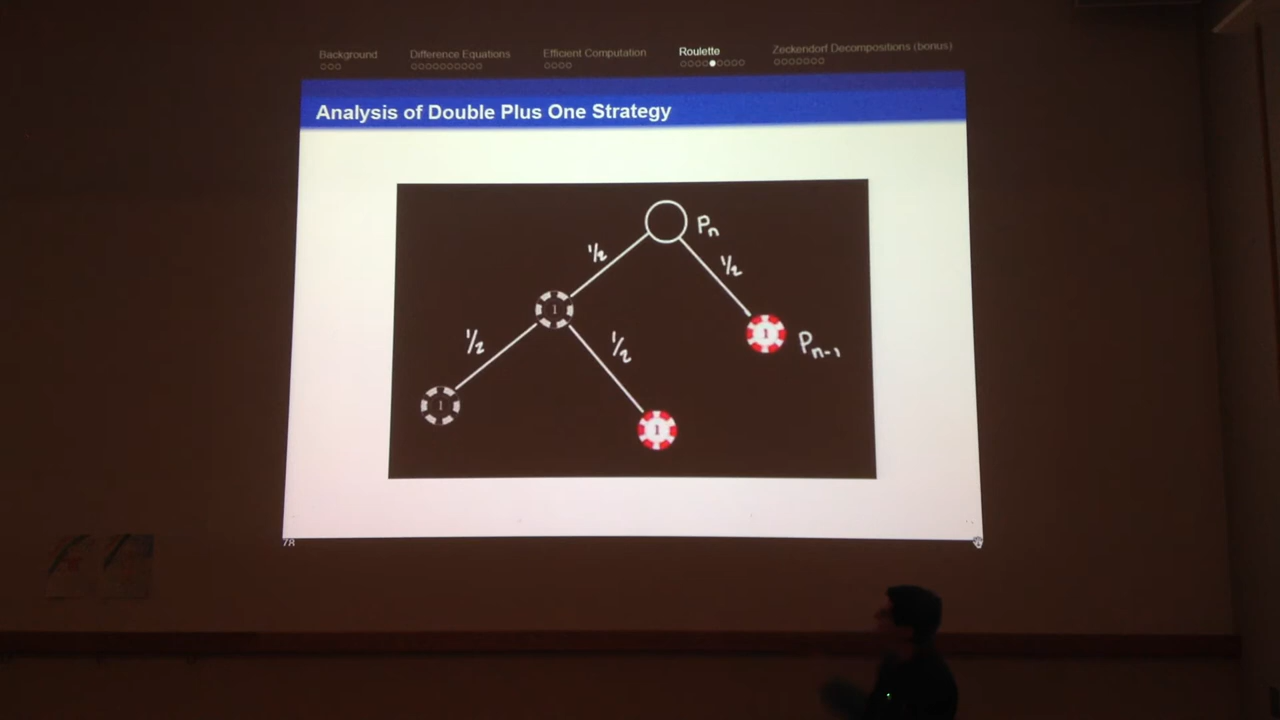 Background Difference Equations Efficient Computation Roulette Zeckendorf Decompositions (bonus)
Analysis of Double Plus One Strategy
Pn
1/2 1/2
1
1/2 1/2 1 Pn-1
1
1
78